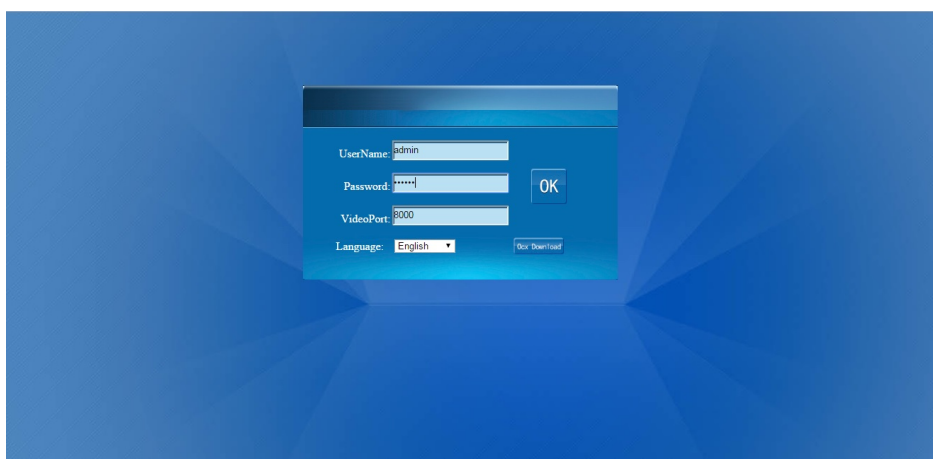 UserName: admin
Password: ••••••
VideoPort: 8000
OK
Language: English
Ocx Download